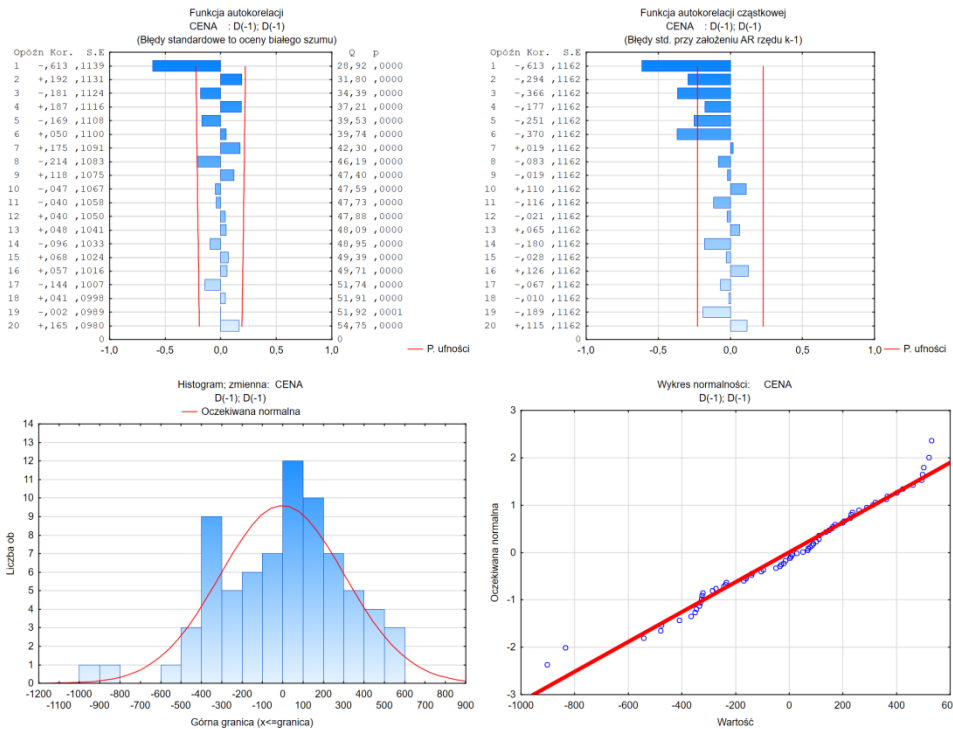 Funkcja autokorelacji
CENA : D(-1); D(-1)
(Błędy standardowe to oceny białego szumu)
Opóźn Kor. S.E Q p
1 -,613 ,1139 28,92 ,0000
2 +,192 ,1131 31,80 ,0000
3 -,181 ,1124 34,39 ,0000
4 +,187 ,1116 37,21 ,0000
5 -,169 ,1108 39,53 ,0000
6 +,050 ,1100 39,74 ,0000
7 +,175 ,1091 42,30 ,0000
8 -,214 ,1083 46,19 ,0000
9 +,118 ,1075 47,40 ,0000
10 -,047 ,1067 47,59 ,0000
11 -,040 ,1058 47,73 ,0000
12 +,040 ,1050 47,88 ,0000
13 +,048 ,1041 48,09 ,0000
14 -,096 ,1033 48,95 ,0000
15 +,068 ,1024 49,39 ,0000
16 +,057 ,1016 49,71 ,0000
17 -,144 ,1007 51,74 ,0000
18 +,041 ,0998 51,91 ,0000
19 -,002 ,0989 51,92 ,0001
20 +,165 ,0980 54,75 ,0000
0 0
-1,0 -0,5 0,0 0,5 1,0
P. ufności
Funkcja autokorelacji cząstkowej
CENA : D(-1); D(-1)
(Błędy std. przy założeniu AR rzędu k-1)
Opóźn Kor. S.E
1 -,613 ,1162
2 -,294 ,1162
3 -,366 ,1162
4 -,177 ,1162
5 -,251 ,1162
6 -,370 ,1162
7 +,019 ,1162
8 -,083 ,1162
9 -,019 ,1162
10 +,110 ,1162
11 -,116 ,1162
12 -,021 ,1162
13 +,065 ,1162
14 -,180 ,1162
15 -,028 ,1162
16 +,126 ,1162
17 -,067 ,1162
18 -,010 ,1162
19 -,189 ,1162
20 +,115 ,1162
0
-1,0 -0,5 0,0 0,5 1,0
P. ufności
Histogram; zmienna: CENA
D(-1); D(-1)
Oczekiwana normalna
14
13
12
11
10
9
8
7
6
5
4
3
2
1
0
Liczba ob
-1200 -1000 -800 -600 -400 -200 0 200 400 600 800
-1100 -900 -700 -500 -300 -100 100 300 500 700 900
Górna granica (x<=granica)
Wykres normalności: CENA
D(-1); D(-1)
3
2
1
0
-1
-2
-3
Oczekiwana normalna
-1000 -800 -600 -400 -200 0 200 400 60
Wartość